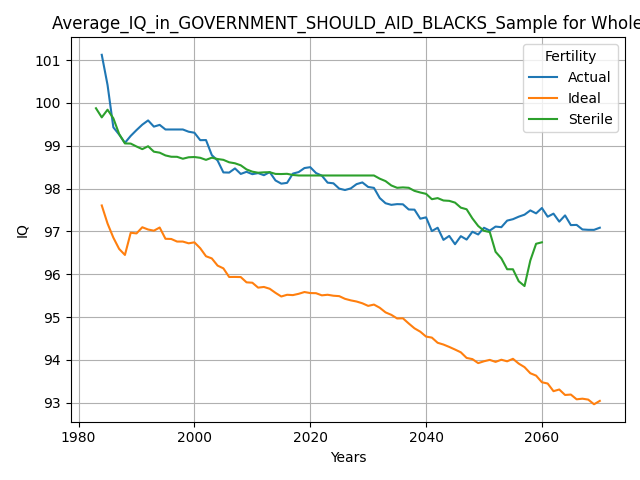 Average_IQ_in_GOVERNMENT_SHOULD_AID_BLACKS_Sample for Whole
Fertility
Actual
Ideal
Sterile
IQ
101
100
99
98
97
96
95
94
93
1980
2000
2020
2040
2060
Years